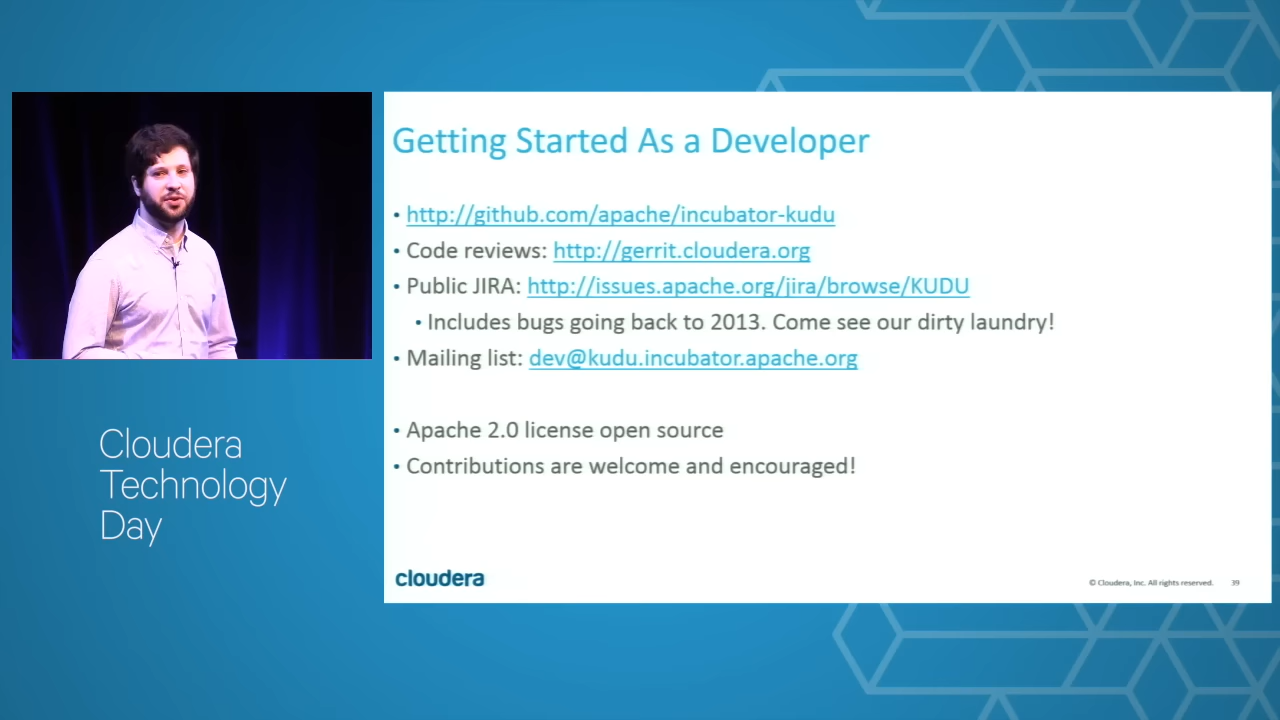 Getting Started As a Developer
• http://github.com/apache/incubator-kudu
• Code reviews: http://gerrit.cloudera.org
• Public JIRA: http://issues.apache.org/jira/browse/KUDU
• Includes bugs going back to 2013. Come see our dirty laundry!
• Mailing list: dev@kudu.incubator.apache.org
• Apache 2.0 license open source
• Contributions are welcome and encouraged!
cloudera
© Cloudera, Inc. All rights reserved. 39
Cloudera
Technology
Day